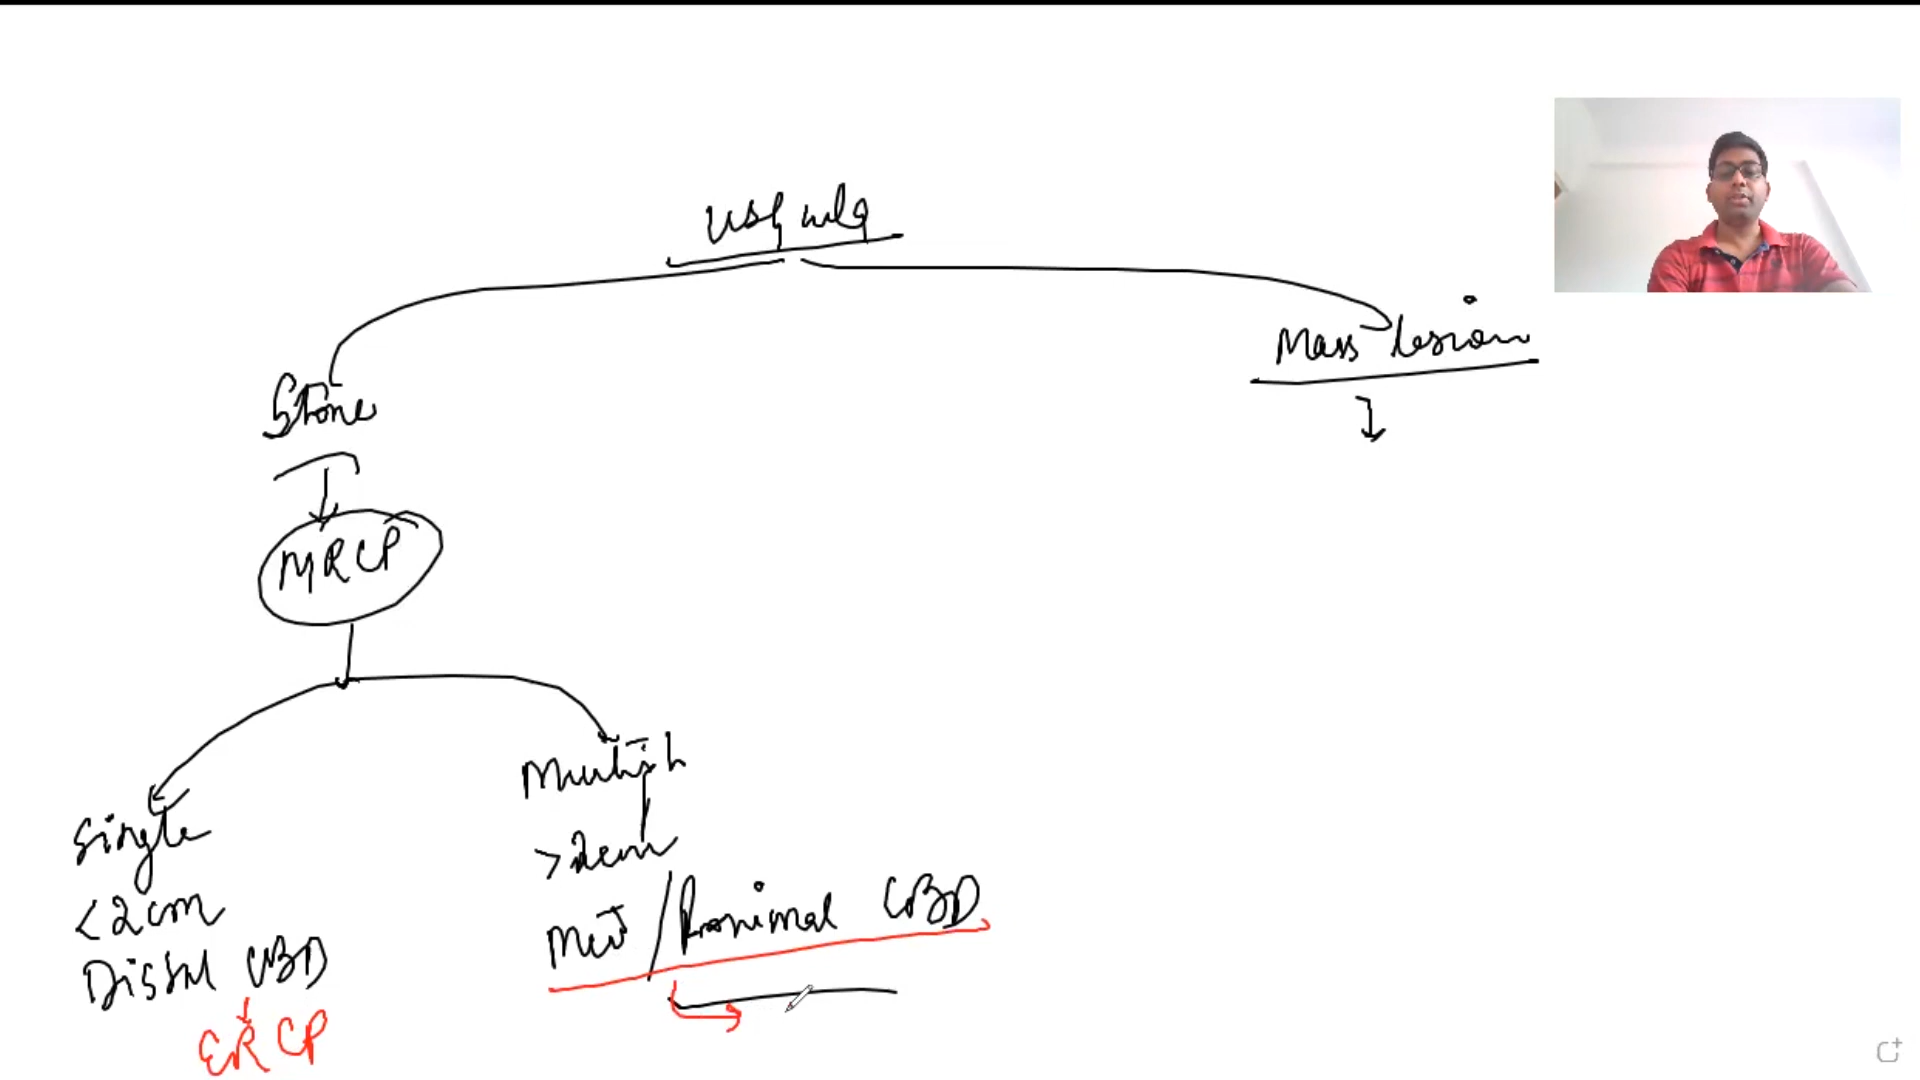 USG
Mass lesion
Stone
MRCP
Single
<2cm
Distal CBD
ERCP
Multiple
>2cm
Mid / Proximal CBD